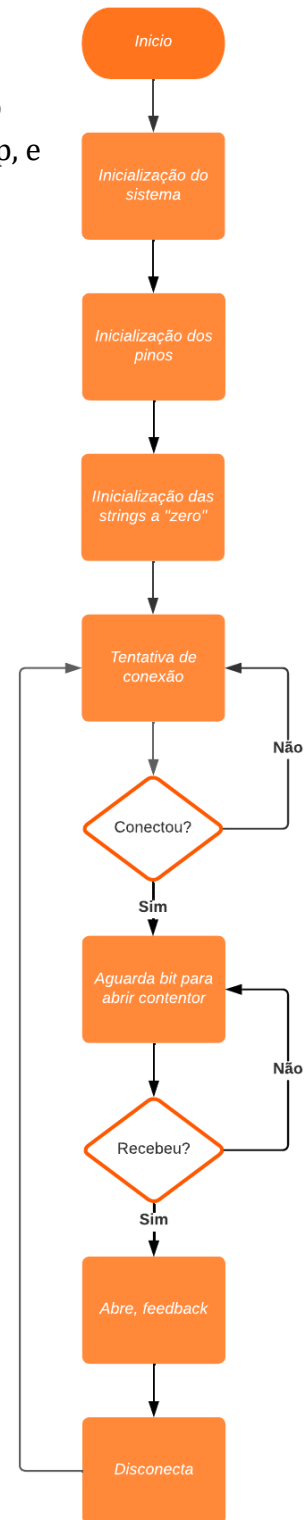 Inicio
p, e
Inicialização do
sistema
Inicialização dos
pinos
IInicialização das
strings a "zero"
Tentativa de
conexão
Não
Conectou?
Sim
Aguarda bit para
abrir contentor
Não
Recebeu?
Sim
Abre, feedback
Disconecta